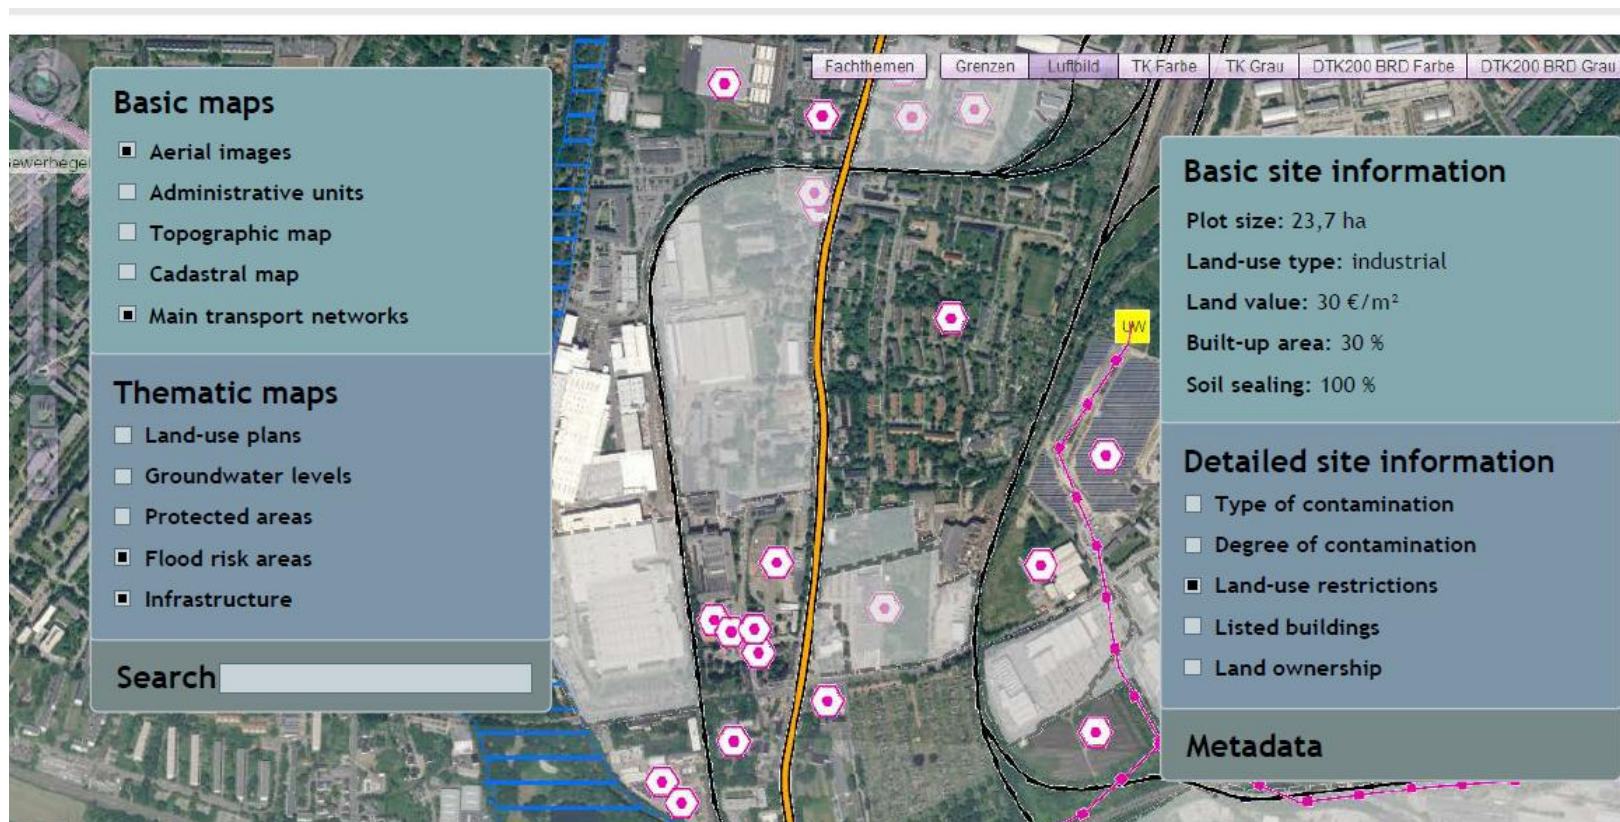 Fachthemen
Grenzen Luftbild TK Farbe TK Grau DTK200 BRD Farbe DTK200 BRD Grau
Basic maps
Aerial images
Administrative units
Topographic map
Cadastral map
Main transport networks
Thematic maps
Land-use plans
Groundwater levels
Protected areas
Flood risk areas
Infrastructure
Search
UW
Basic site information
Plot size: 23,7 ha
Land-use type: industrial
Land value: 30 €/m²
Built-up area: 30 %
Soil sealing: 100 %
Detailed site information
Type of contamination
Degree of contamination
Land-use restrictions
Listed buildings
Land ownership
Metadata